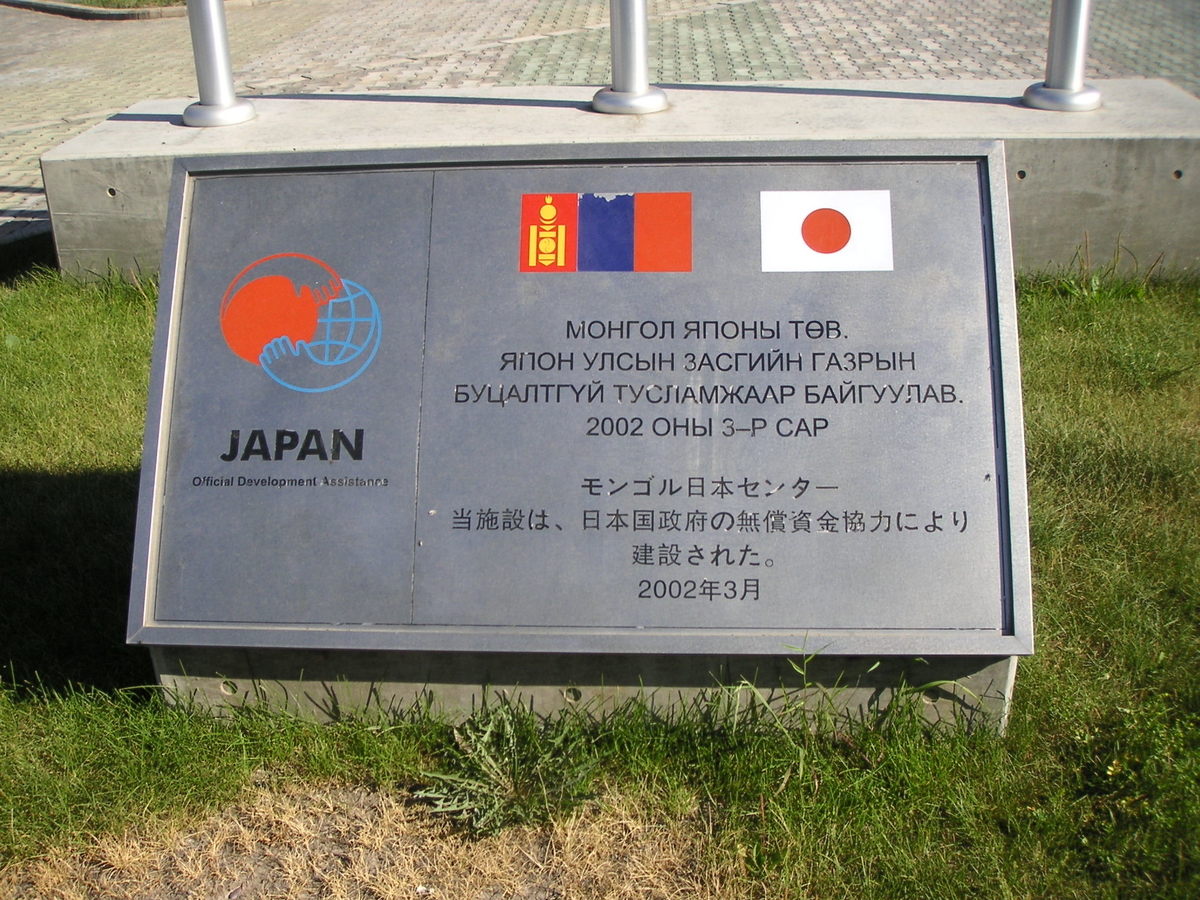 JAPAN
Official Development Assistance
МОНГОЛ ЯПОНЫ ТӨВ.
ЯПОН УЛСЫН ЗАСГИЙН ГАЗРЫН
БУЦАЛТГҮЙ ТУСЛАМЖААР БАЙГУУЛАВ.
2002 ОНЫ 3–Р САР
モンゴル日本センター
当施設は、日本国政府の無償資金協力により
建設された。
2002年3月